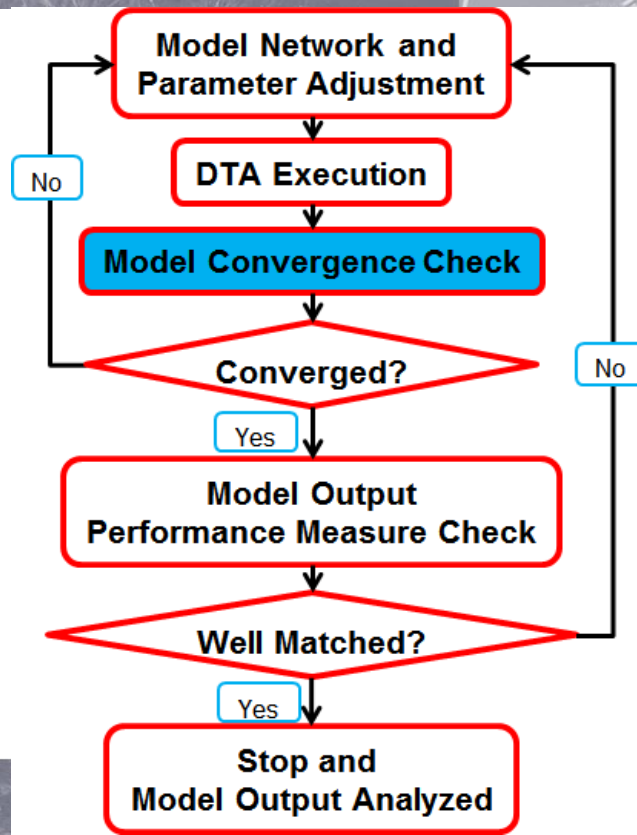 Model Network and
Parameter Adjustment
No
DTA Execution
Model Convergence Check
Converged?
No
Yes
Model Output
Performance Measure Check
Well Matched?
Yes
Stop and
Model Output Analyzed